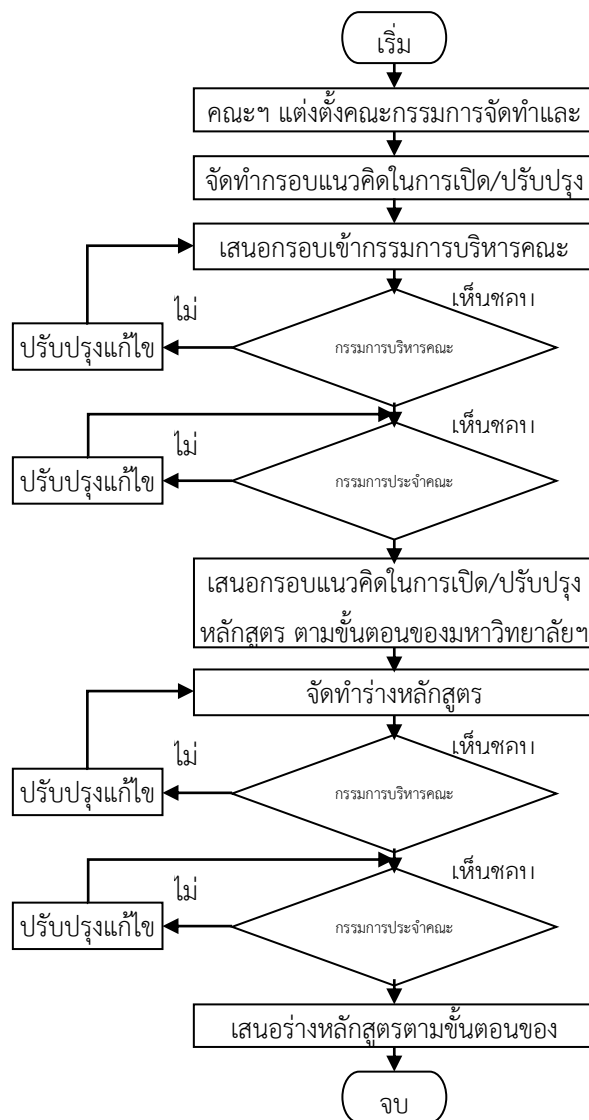 เริ่ม
คณะฯ แต่งตั้งคณะกรรมการจัดทำและ
จัดทำกรอบแนวคิดในการเปิด/ปรับปรุง
เสนอกรอบเข้ากรรมการบริหารคณะ
เห็นชอบ
ไม่
กรรมการบริหารคณะ
ปรับปรุงแก้ไข
เห็นชอบ
ไม่
กรรมการประจำคณะ
ปรับปรุงแก้ไข
เสนอกรอบแนวคิดในการเปิด/ปรับปรุง
หลักสูตร ตามขั้นตอนของมหาวิทยาลัยฯ
จัดทำร่างหลักสูตร
เห็นชอบ
ไม่
กรรมการบริหารคณะ
ปรับปรุงแก้ไข
เห็นชอบ
ไม่
กรรมการประจำคณะ
ปรับปรุงแก้ไข
เสนอร่างหลักสูตรตามขั้นตอนของ
จบ